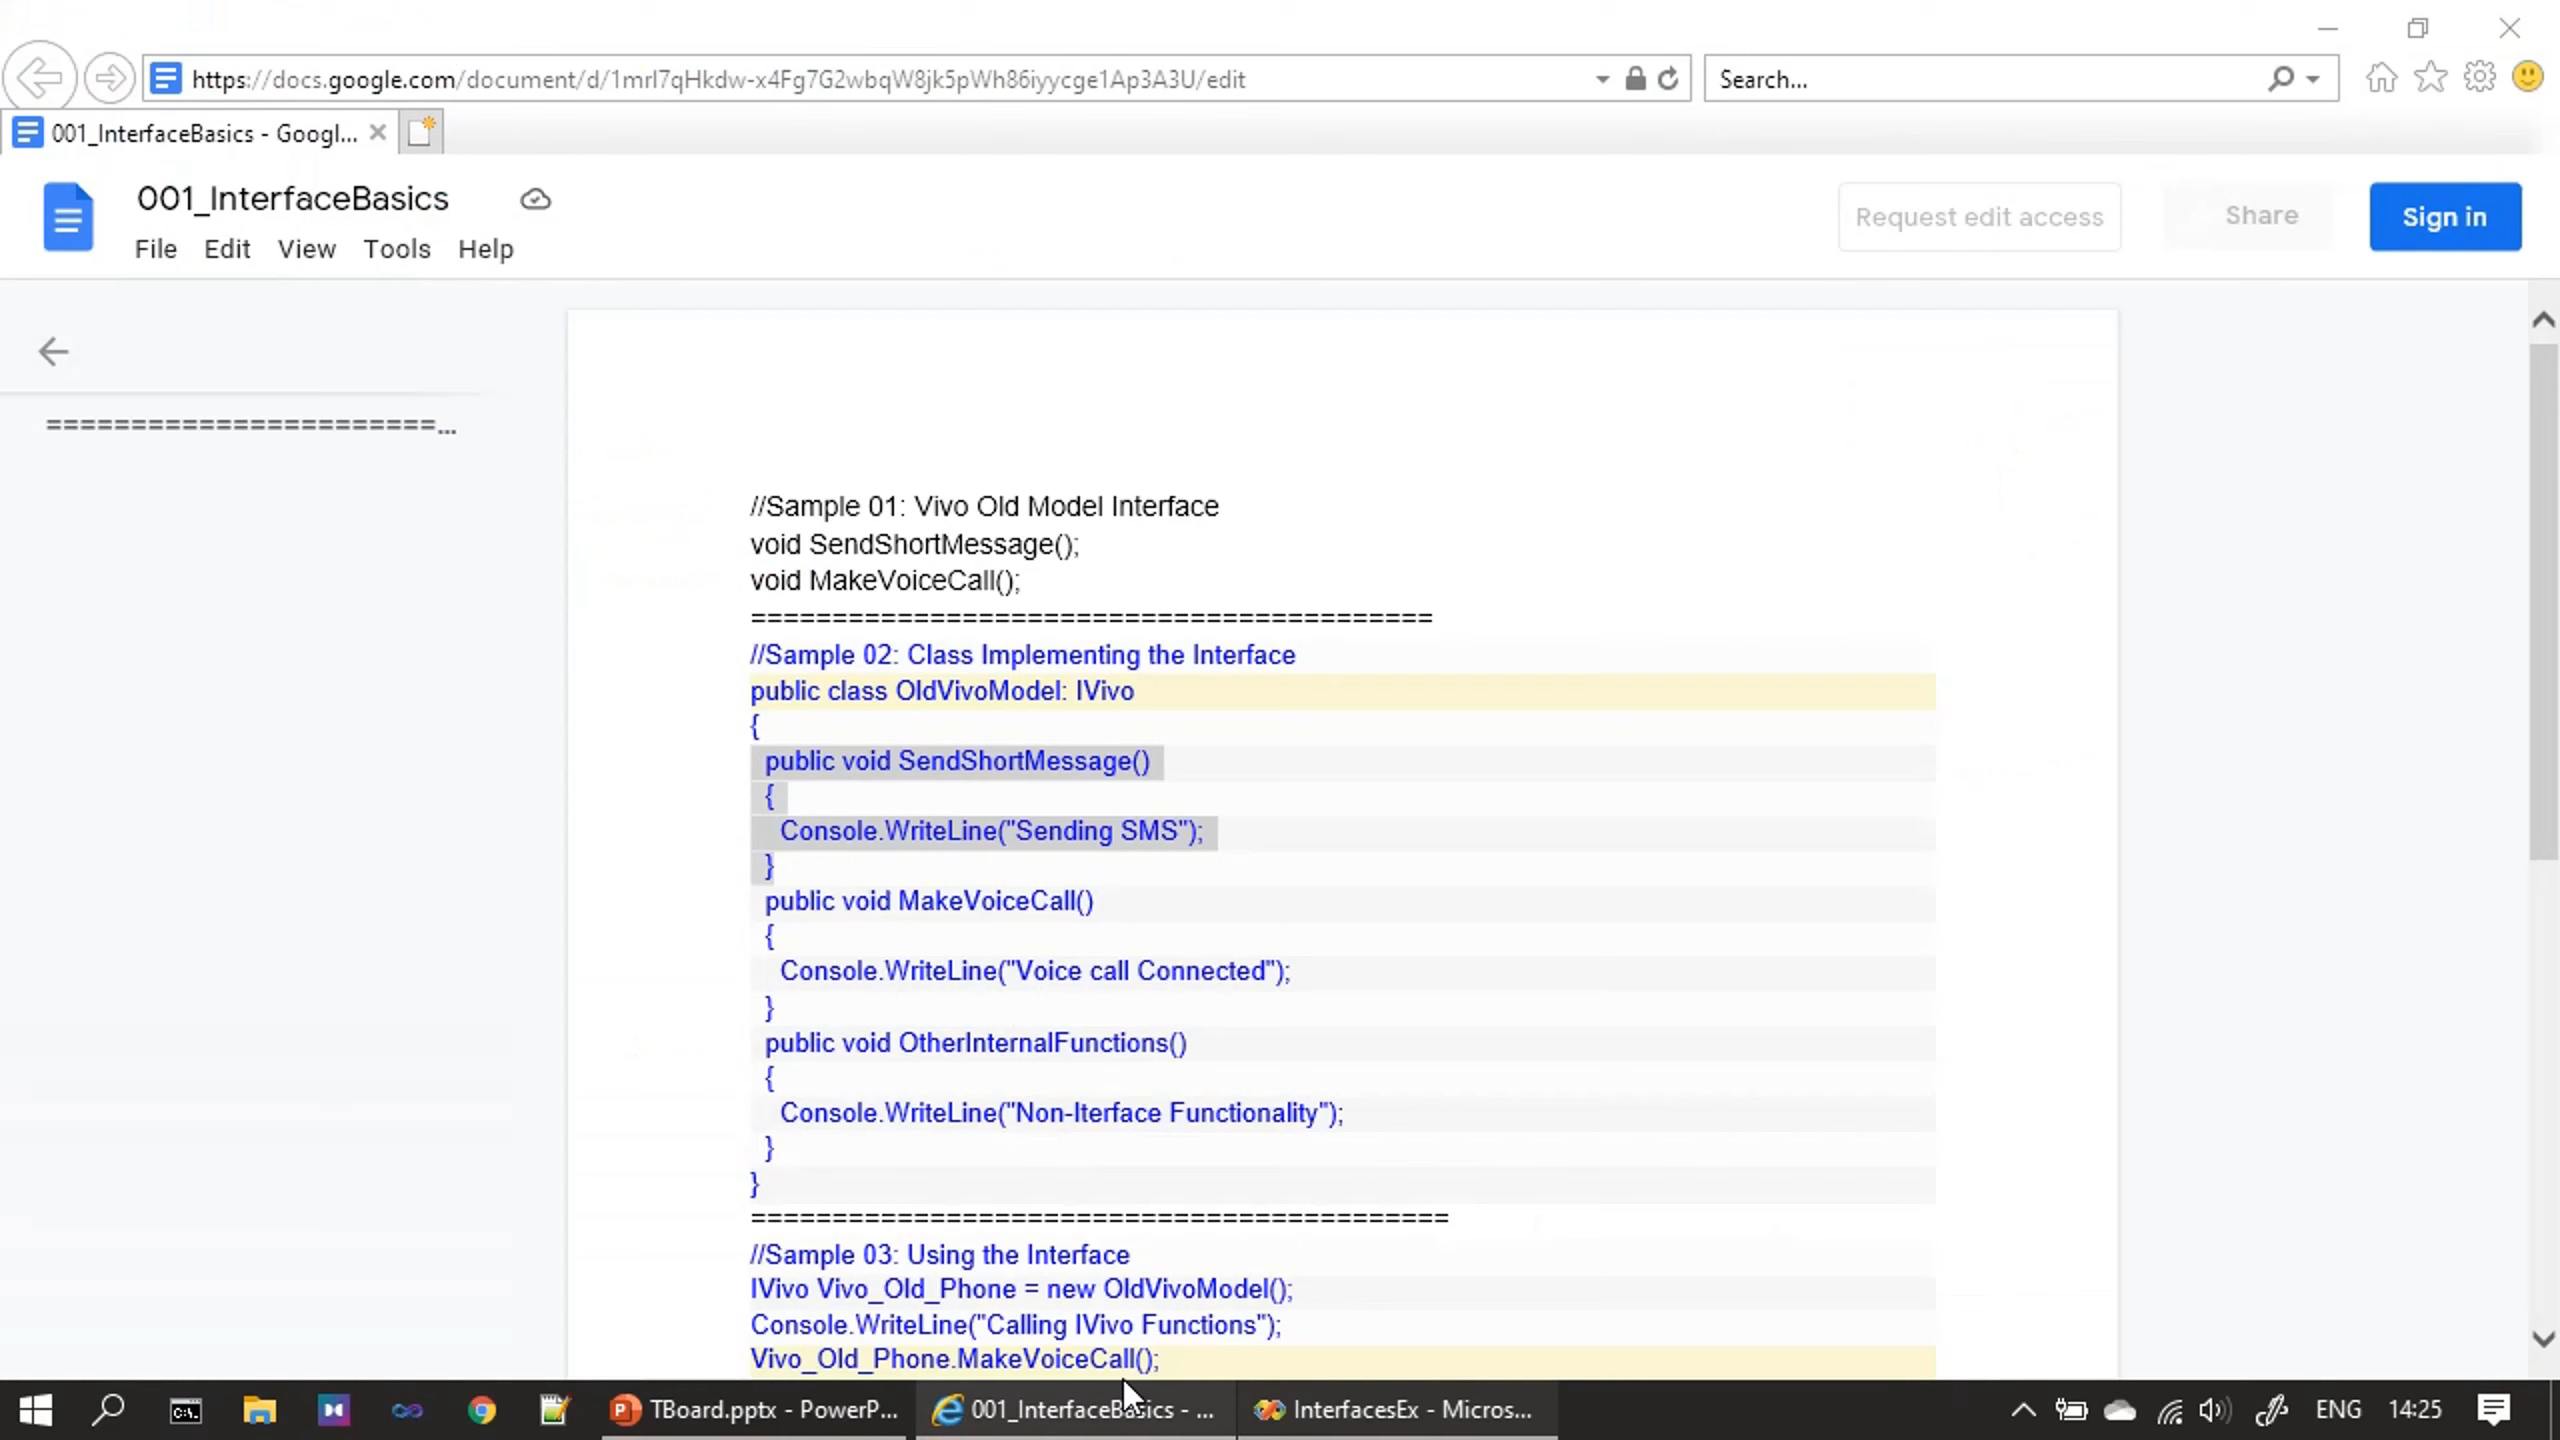 https://docs.google.com/document/d/1mrl7qHkdw-x4Fg7G2wbqW8jk5pWh86iyycge1Ap3A3U/edit
Search...
001_InterfaceBasics - Googl...
001_InterfaceBasics
File Edit View Tools Help
Request edit access
Share
Sign in
========================...
//Sample 01: Vivo Old Model Interface
void SendShortMessage();
void MakeVoiceCall();
==========================================
//Sample 02: Class Implementing the Interface
public class OldVivoModel: IVivo
{
public void SendShortMessage()
{
Console.WriteLine("Sending SMS");
}
public void MakeVoiceCall()
{
Console.WriteLine("Voice call Connected");
}
public void OtherInternalFunctions()
{
Console.WriteLine("Non-Iterface Functionality");
}
}
===========================================
//Sample 03: Using the Interface
IVivo Vivo_Old_Phone = new OldVivoModel();
Console.WriteLine("Calling IVivo Functions");
Vivo_Old_Phone.MakeVoiceCall();
TBoard.pptx - PowerP...
001_InterfaceBasics - ...
InterfacesEx - Micros...
ENG
14:25